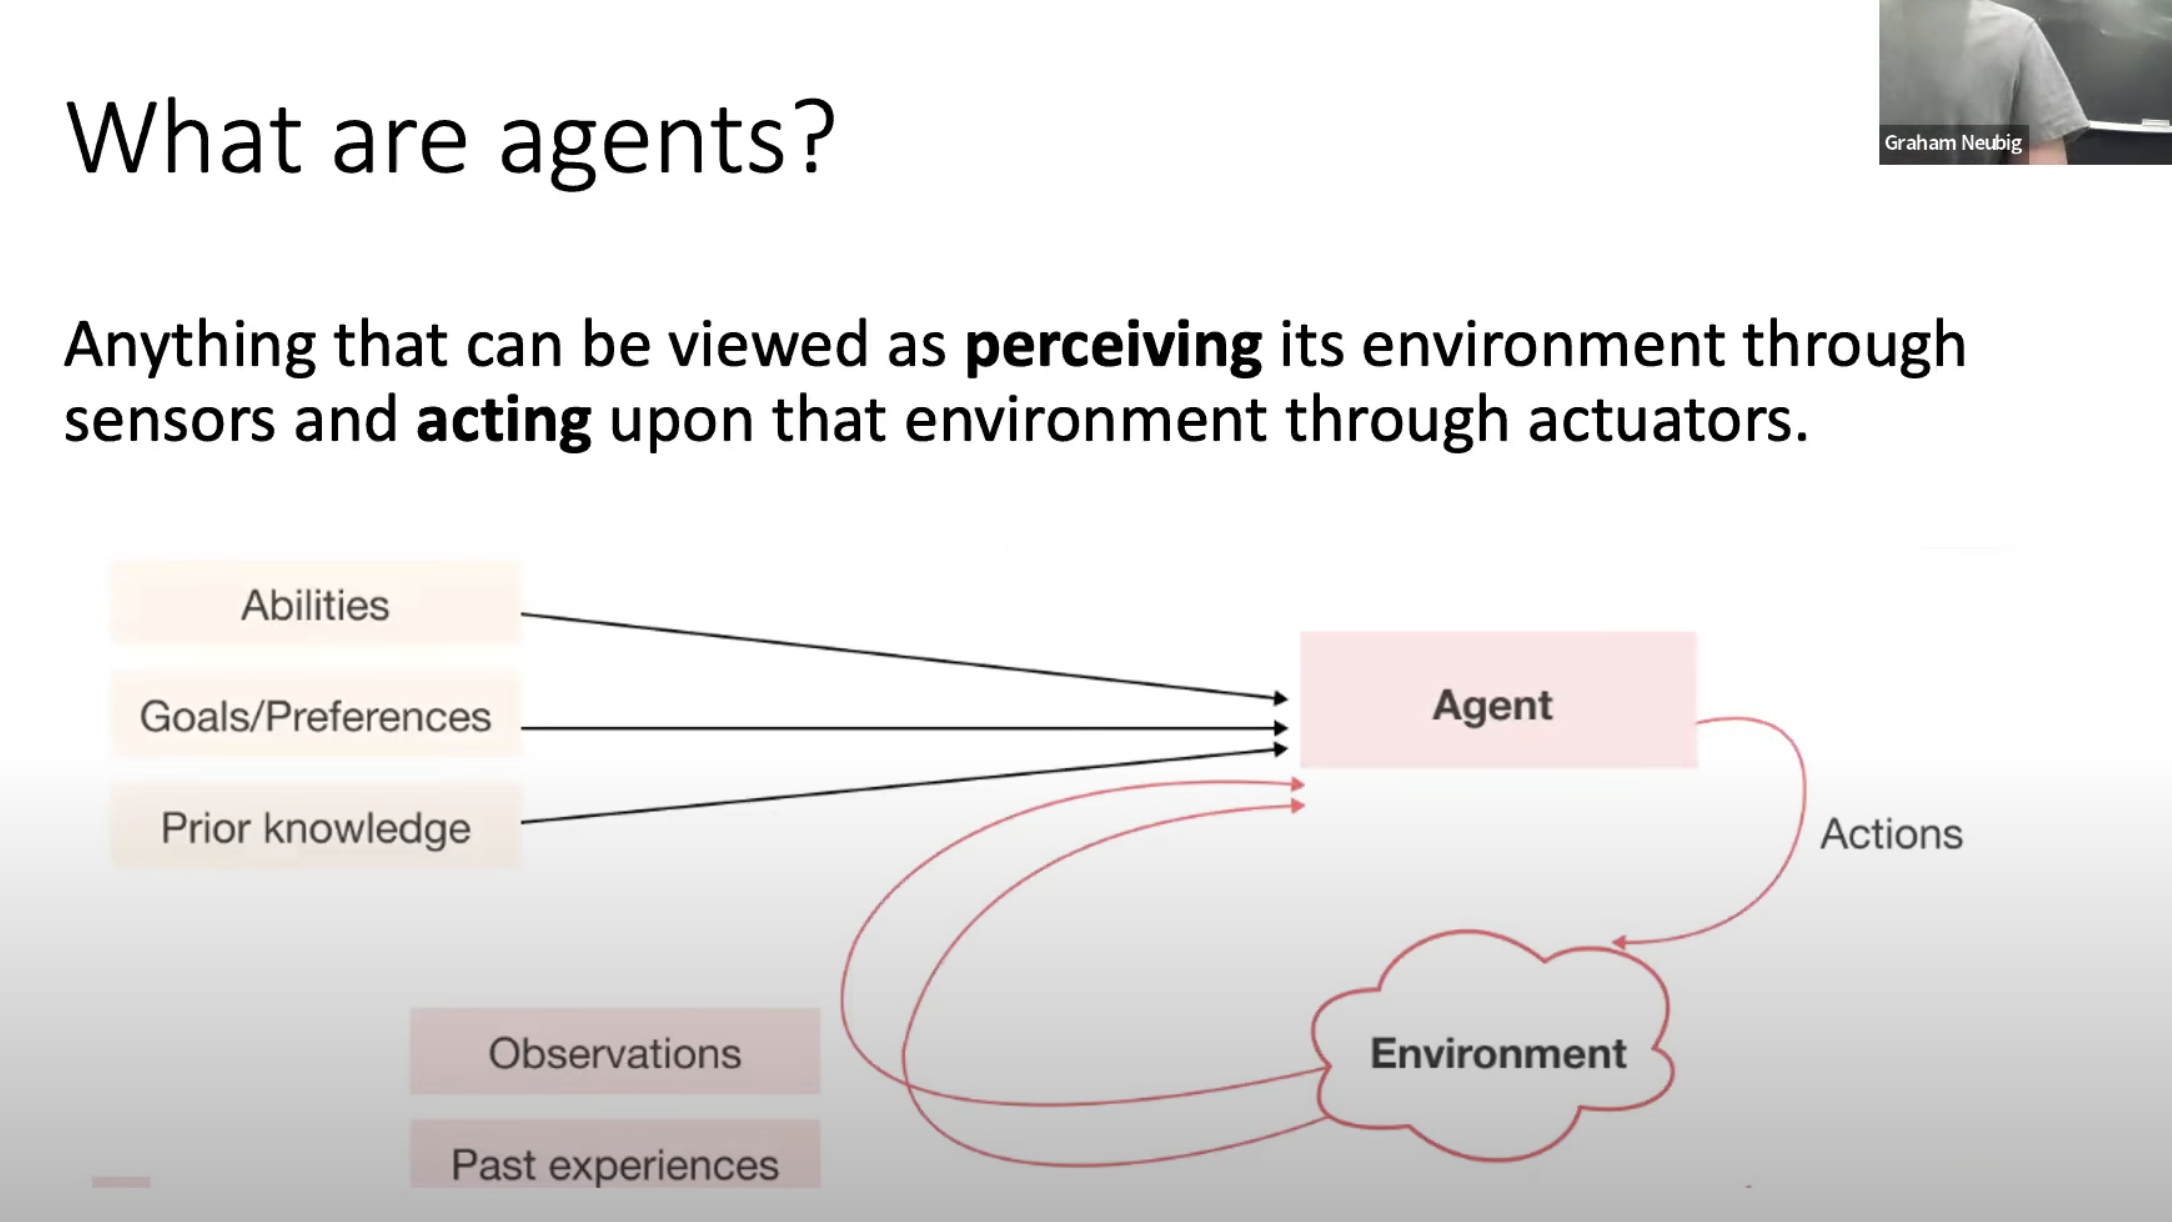 What are agents?
Graham Neubig
Anything that can be viewed as perceiving its environment through
sensors and acting upon that environment through actuators.
Abilities
Goals/Preferences
Prior knowledge
Agent
Actions
Observations
Past experiences
Environment